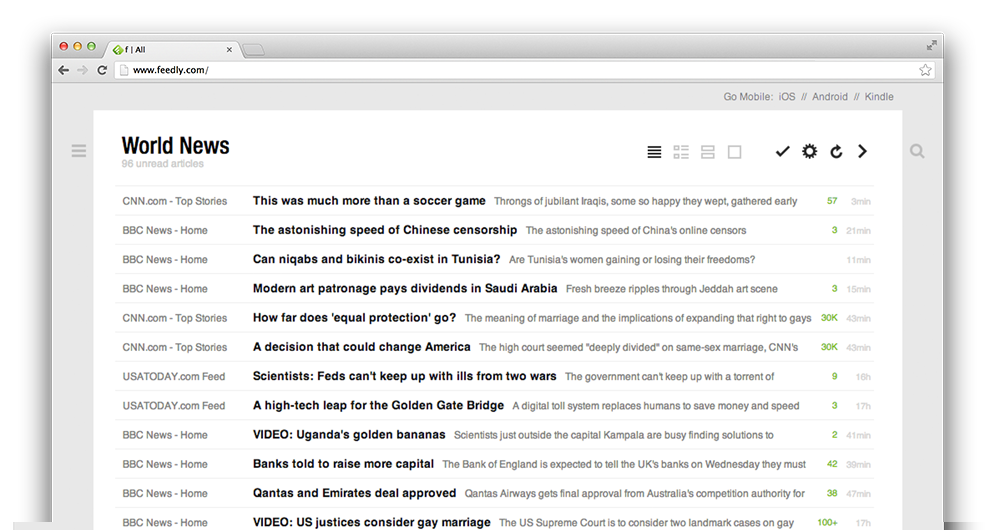 f | All
www.feedly.com/
Go Mobile: iOS // Android // Kindle
World News
96 unread articles
CNN.com - Top Stories This was much more than a soccer game Throngs of jubilant Iraqis, some so happy they wept, gathered early 57 3min
BBC News - Home The astonishing speed of Chinese censorship The astonishing speed of China's online censors 3 21min
BBC News - Home Can niqabs and bikinis co-exist in Tunisia? Are Tunisia's women gaining or losing their freedoms? 11min
BBC News - Home Modern art patronage pays dividends in Saudi Arabia Fresh breeze ripples through Jeddah art scene 3 15min
CNN.com - Top Stories How far does 'equal protection' go? The meaning of marriage and the implications of expanding that right to gays 30K 43min
CNN.com - Top Stories A decision that could change America The high court seemed "deeply divided" on same-sex marriage, CNN's 30K 43min
USATODAY.com Feed Scientists: Feds can't keep up with ills from two wars The government can't keep up with a torrent of 9 16h
USATODAY.com Feed A high-tech leap for the Golden Gate Bridge A digital toll system replaces humans to save money and speed 3 17h
BBC News - Home VIDEO: Uganda's golden bananas Scientists just outside the capital Kampala are busy finding solutions to 2 41min
BBC News - Home Banks told to raise more capital The Bank of England is expected to tell the UK's banks on Wednesday they must 42 39min
BBC News - Home Qantas and Emirates deal approved Qantas Airways gets final approval from Australia's competition authority for 38 47min
BBC News - Home VIDEO: US justices consider gay marriage The US Supreme Court is to consider two landmark cases on gay 100+ 17h